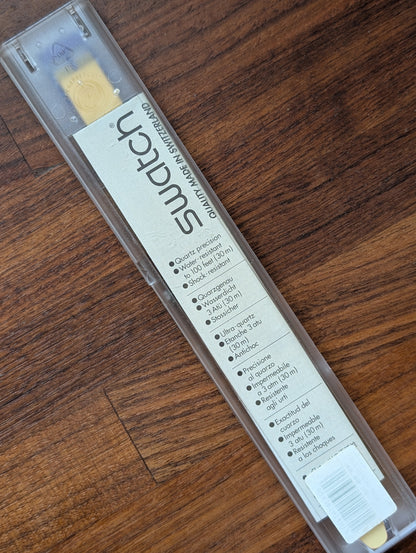 swatch®
QUALITY MADE IN SWITZERLAND
● Quartz precision
● Water-resistant
to 100 feet (30 m)
● Shock-resistant
● Quarzgenau
● Wasserdicht
3 Atü (30 m)
● Stossicher
● Ultra-quartz
● Etanche 3 atu
(30 m)
● Antichoc
● Precisione
al quarzo
● Impermeabile
a 3 atm (30 m)
● Resistente
agli urti
● Exactitud del
cuarzo
● Impermeable
3 atu (30 m)
● Resistente
a los choques